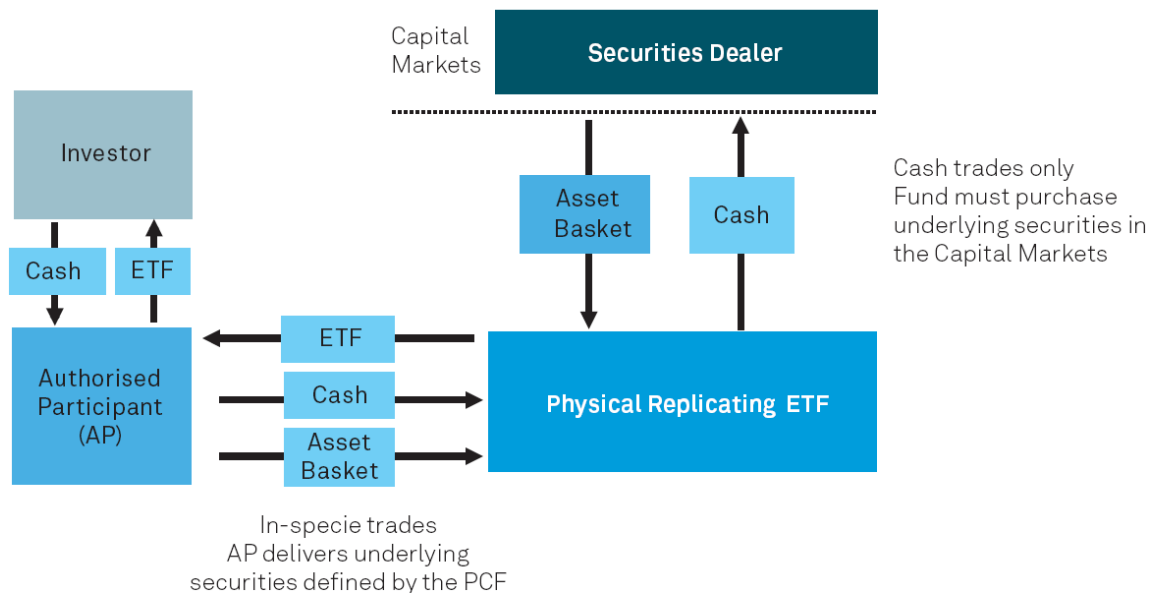 Capital
Markets
Securities Dealer
Investor
Asset
Basket
Cash
Cash trades only
Fund must purchase
underlying securities in
the Capital Markets
Cash
ETF
ETF
Authorised
Participant
(AP)
Cash
Physical Replicating ETF
Asset
Basket
In-specie trades
AP delivers underlying
securities defined by the PCF